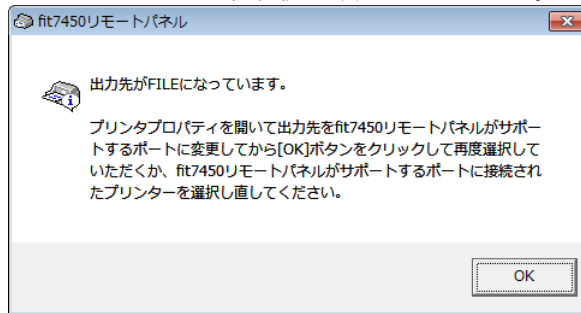 fit7450リモートパネル
出力先がFILEになっています。
プリンタプロパティを開いて出力先をfit7450リモートパネルがサポー
トするポートに変更してから[OK]ボタンをクリックして再度選択して
いただくか、fit7450リモートパネルがサポートするポートに接続され
たプリンターを選択し直してください。
OK